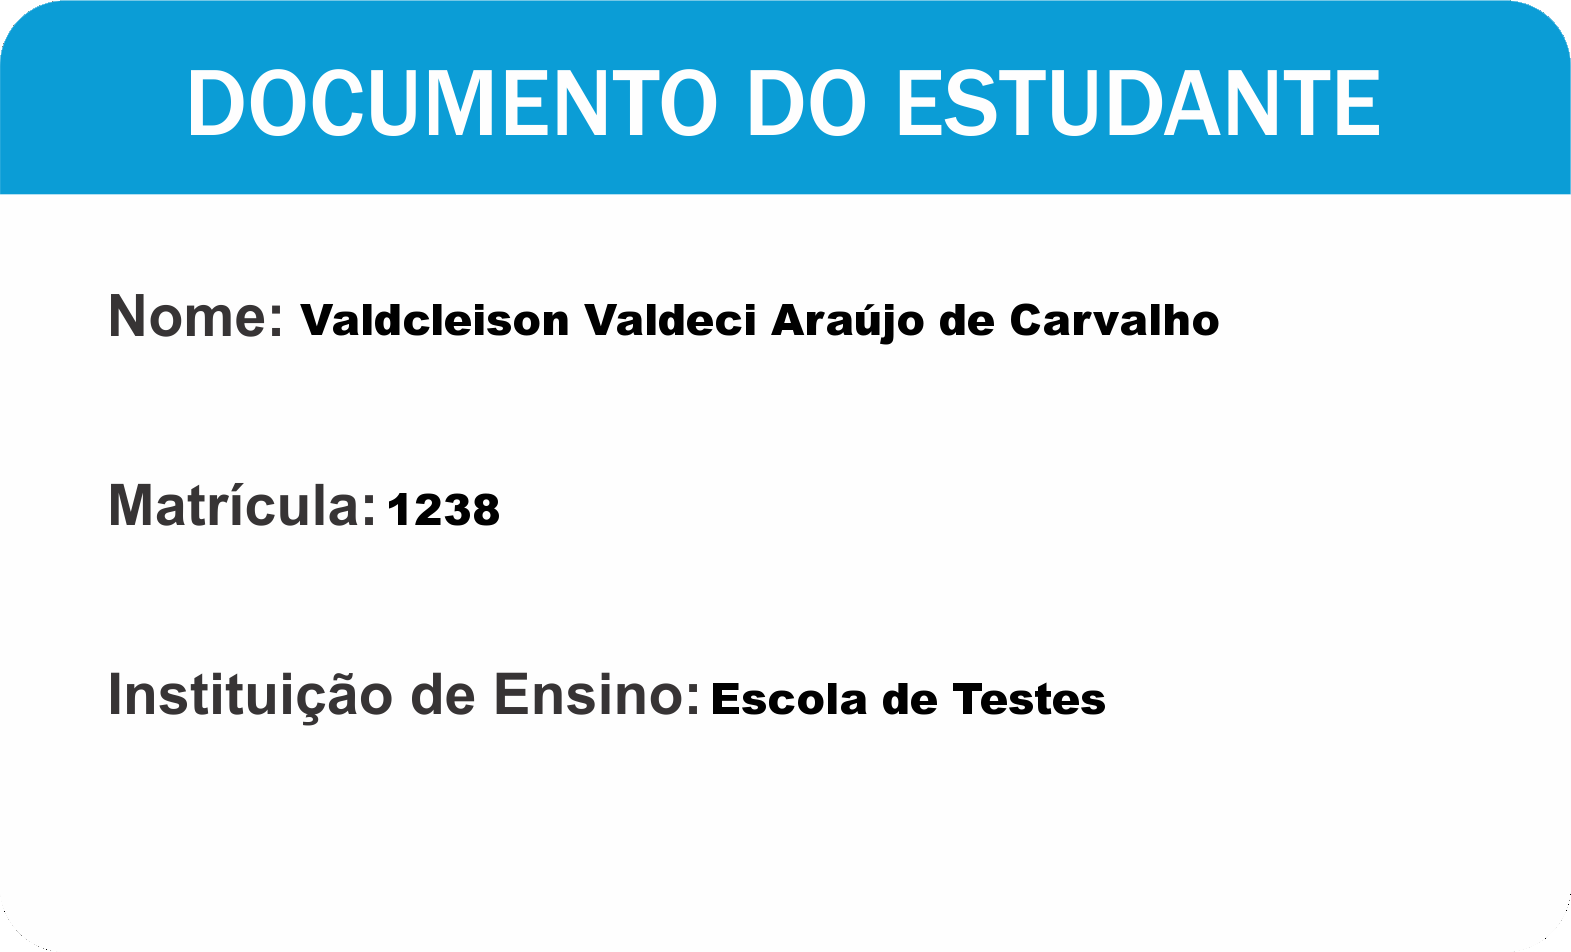 DOCUMENTO DO ESTUDANTE
Nome: Valdcleison Valdeci Araújo de Carvalho
Matrícula: 1238
Instituição de Ensino: Escola de Testes